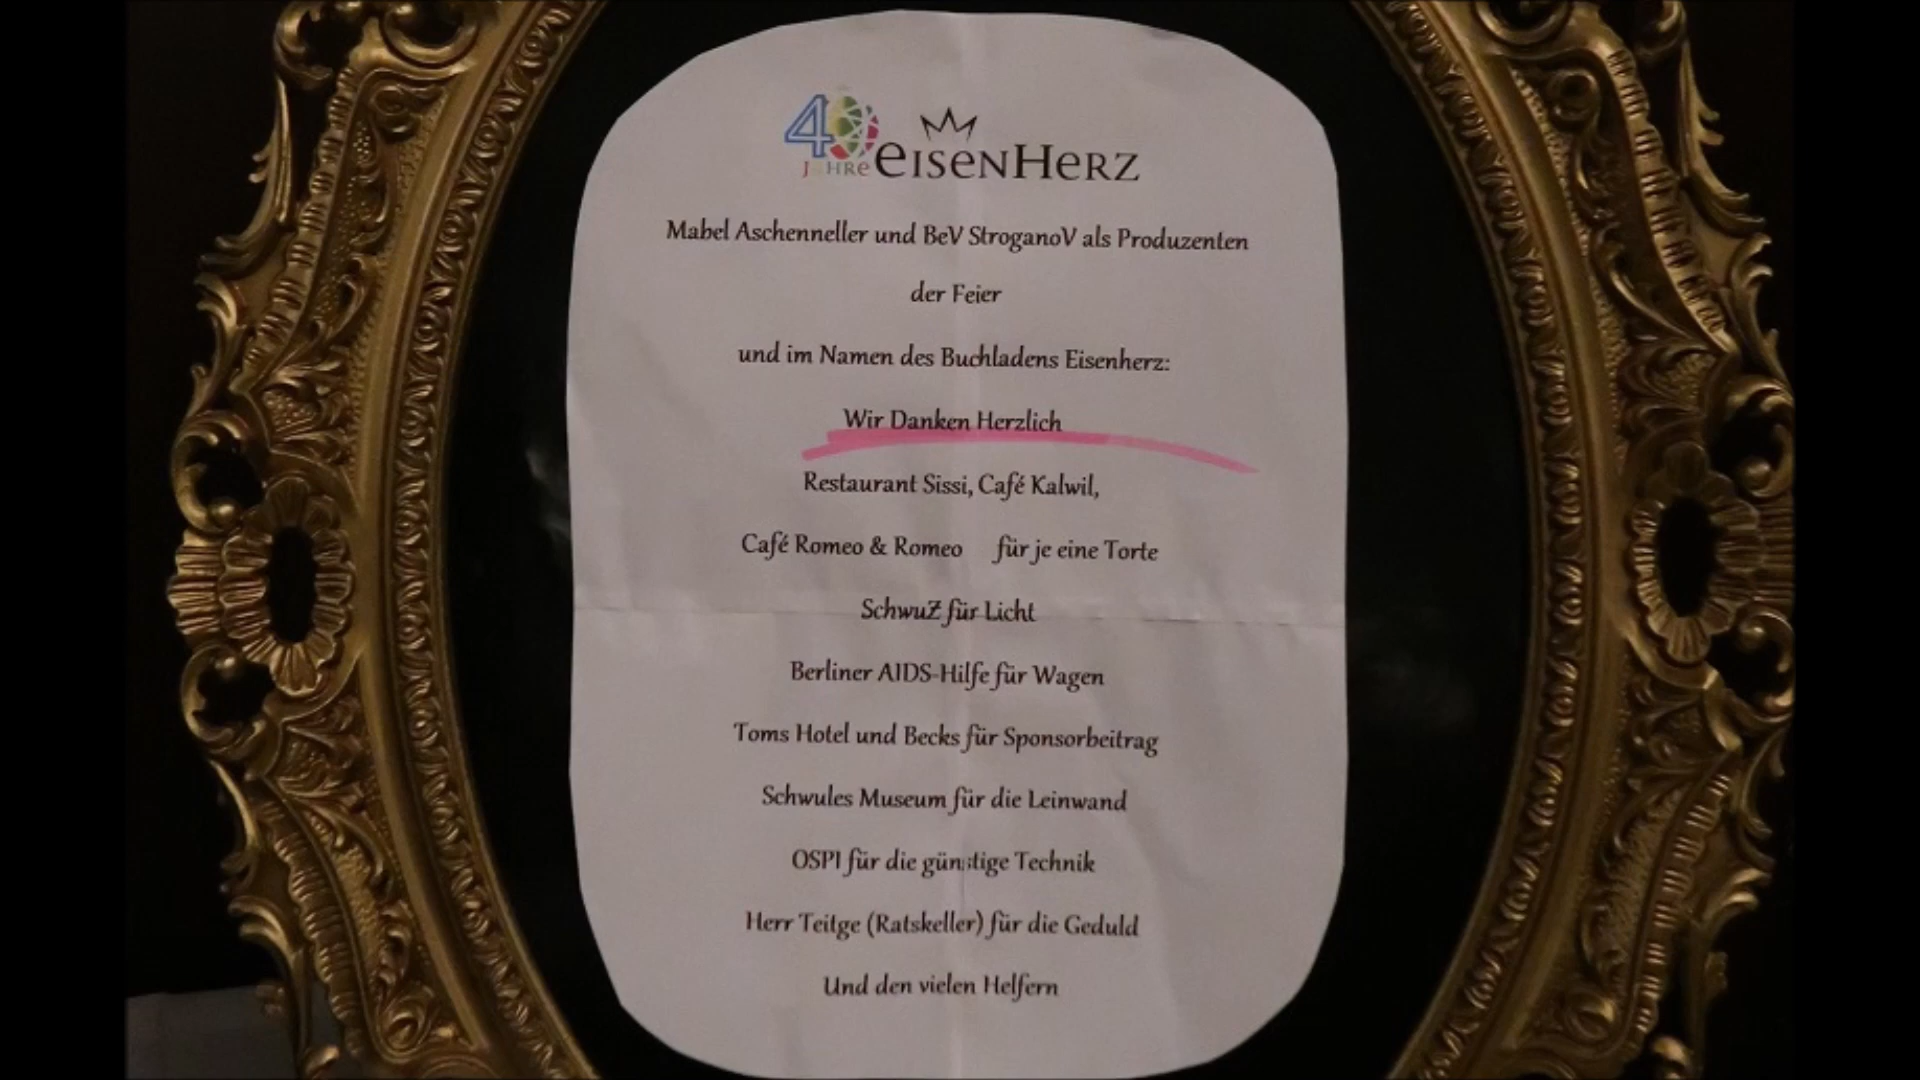 40 JAHRE EISENHERZ
Mabel Aschenneller und BeV StroganoV als Produzenten
der Feier
und im Namen des Buchladens Eisenherz:
Wir Danken Herzlich
Restaurant Sissi, Café Kalwil,
Café Romeo & Romeo für je eine Torte
SchwuZ für Licht
Berliner AIDS-Hilfe für Wagen
Toms Hotel und Becks für Sponsorbeitrag
Schwules Museum für die Leinwand
OSPI für die günstige Technik
Herr Teitge (Ratskeller) für die Geduld
Und den vielen Helfern